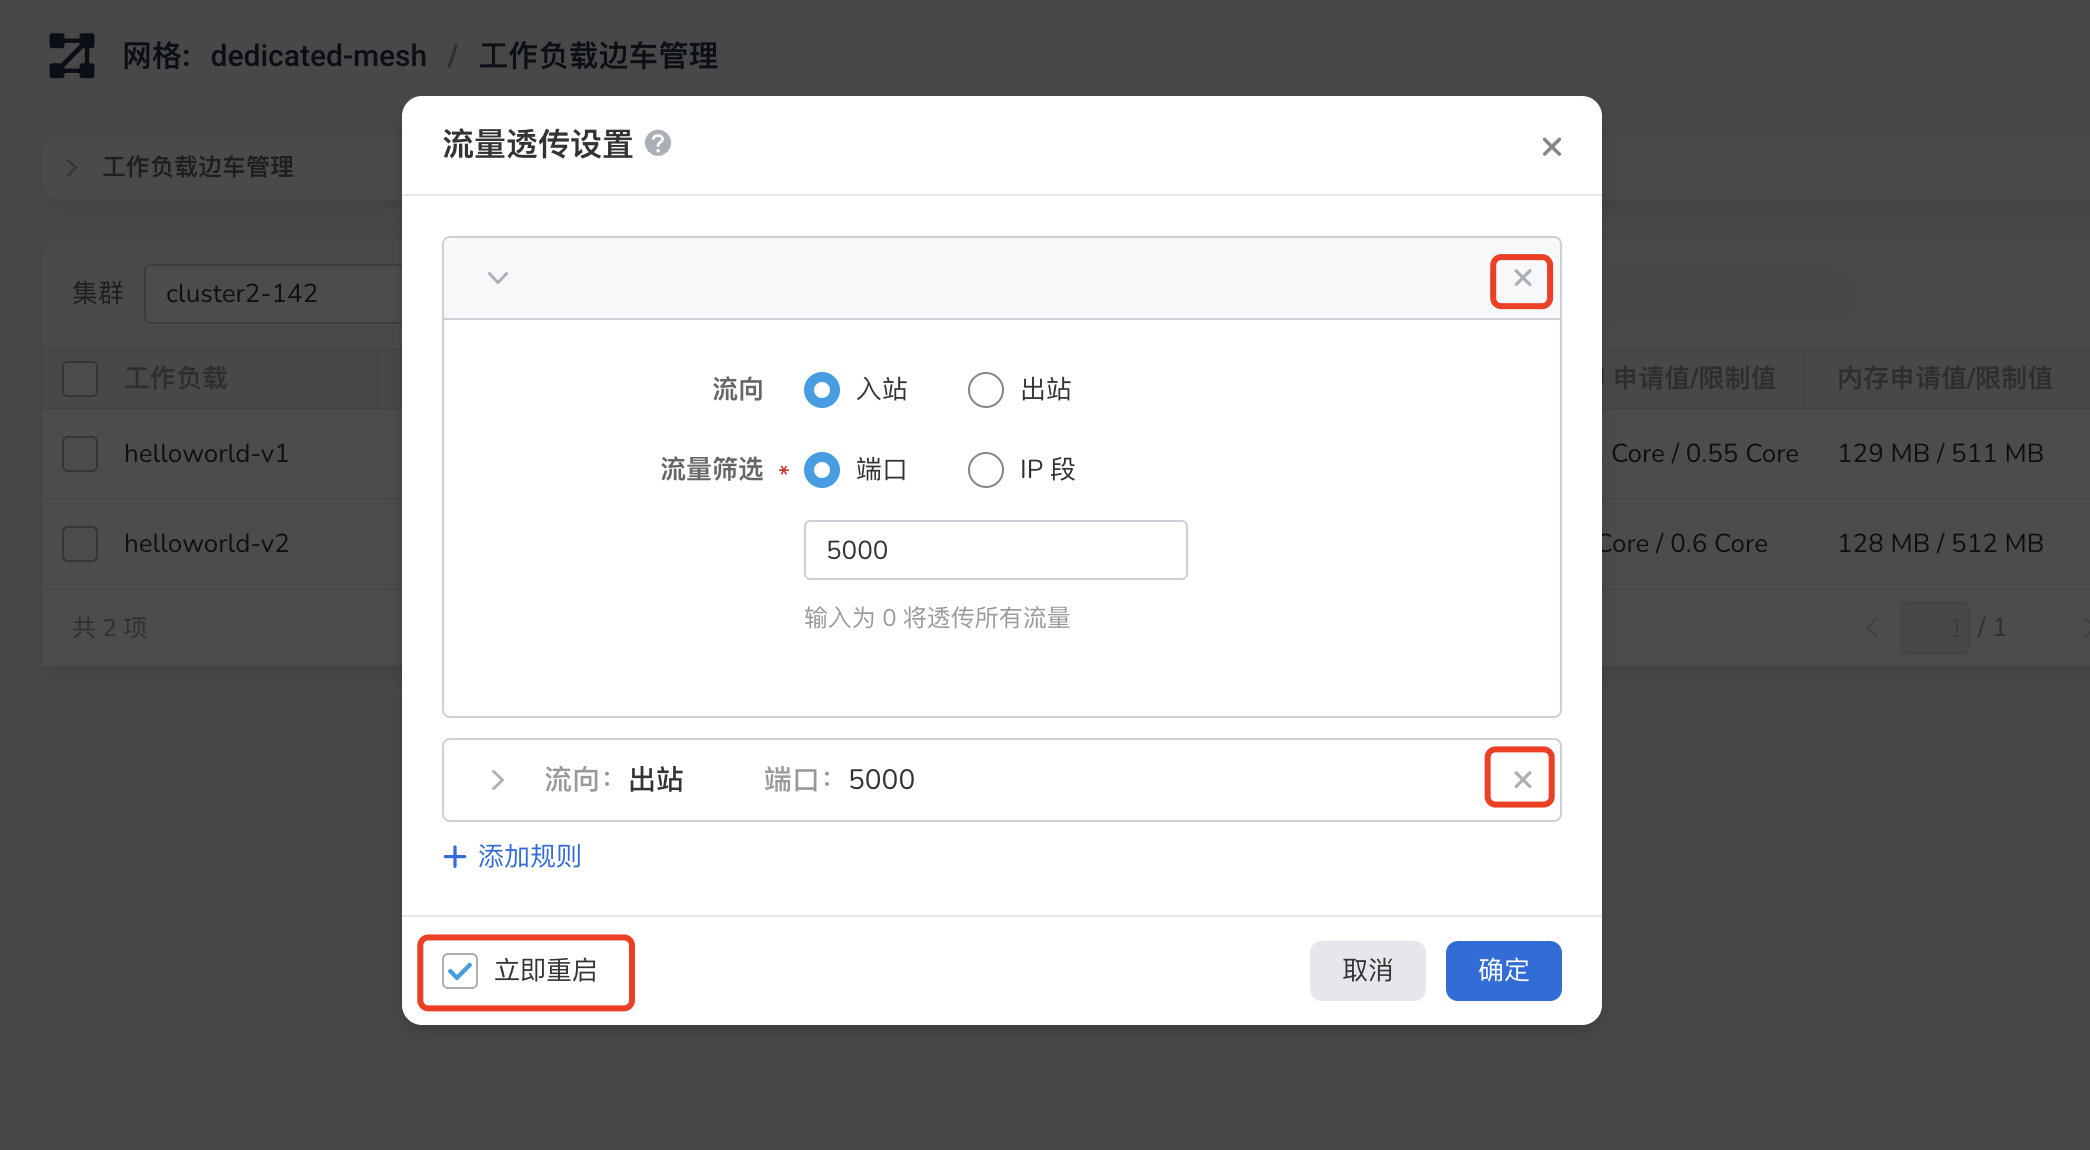 网格: dedicated-mesh / 工作负载边车管理
工作负载边车管理
流量透传设置 ?
集群 cluster2-142
流向 入站 出站
流量筛选 * 端口 IP 段
5000
输入为 0 将透传所有流量
流向: 出站 端口: 5000
+ 添加规则
立即重启 取消 确定
工作负载 申请值/限制值 内存申请值/限制值
helloworld-v1 Core / 0.55 Core 129 MB / 511 MB
helloworld-v2 Core / 0.6 Core 128 MB / 512 MB
共 2 项 1 / 1